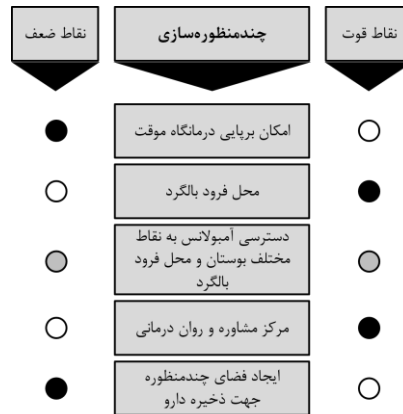 نقاط قوت
چندمنظوره‌سازی
نقاط ضعف
امکان برپایی درمانگاه موقت
محل فرود بالگرد
دسترسی آمبولانس به نقاط
مختلف بوستان و محل فرود
بالگرد
مرکز مشاوره و روان درمانی
ایجاد فضای چندمنظوره
جهت ذخیره دارو